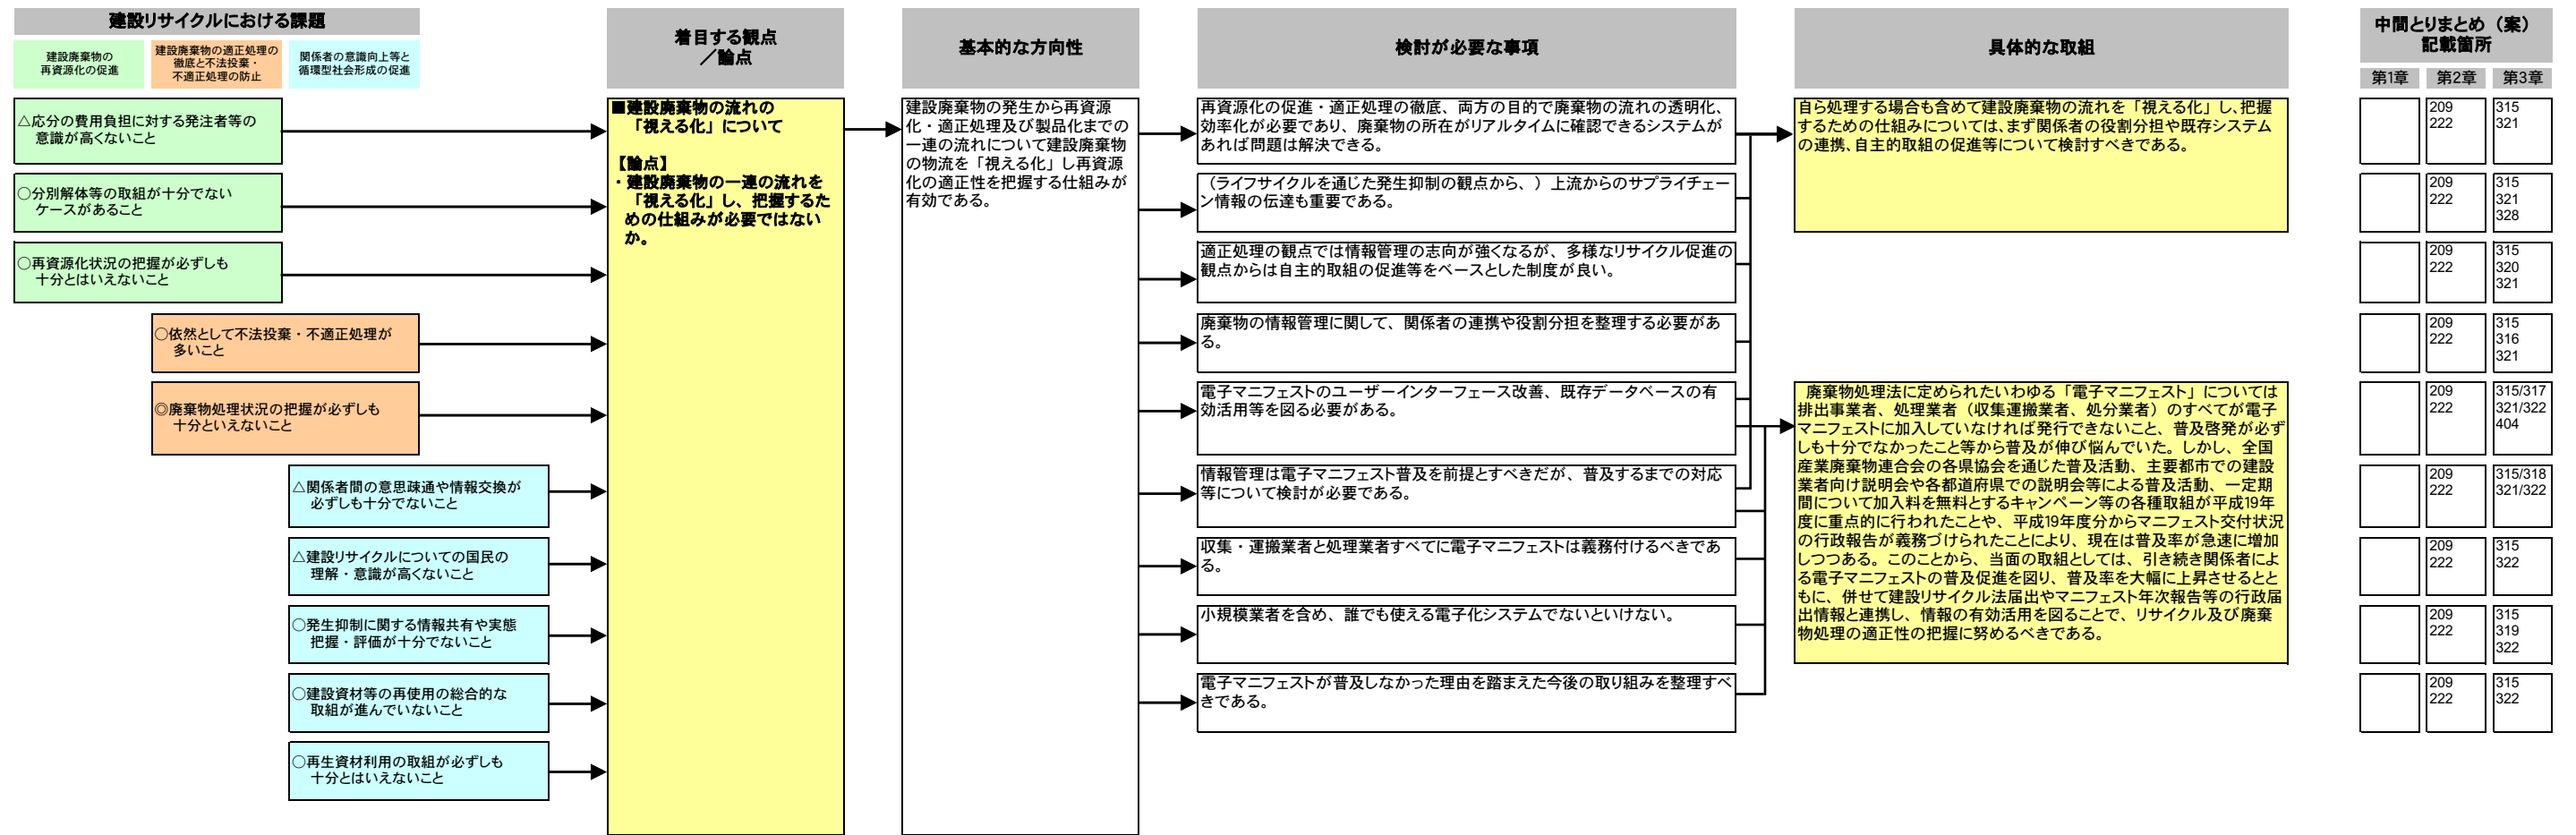 建設リサイクルにおける課題
建設廃棄物の
再資源化の促進
建設廃棄物の適正処理の
徹底と不法投棄・
不適正処理の防止
関係者の意識向上等と
循環型社会形成の促進
着目する観点
／論点
基本的な方向性
検討が必要な事項
具体的な取組
中間とりまとめ（案）
記載箇所
第1章
第2章
第3章
△応分の費用負担に対する発注者等の
意識が高くないこと
○分別解体等の取組が十分でない
ケースがあること
○再資源化状況の把握が必ずしも
十分とはいえないこと
○依然として不法投棄・不適正処理が
多いこと
◎廃棄物処理状況の把握が必ずしも
十分といえないこと
△関係者間の意思疎通や情報交換が
必ずしも十分でないこと
△建設リサイクルについての国民の
理解・意識が高くないこと
○発生抑制に関する情報共有や実態
把握・評価が十分でないこと
○建設資材等の再使用の総合的な
取組が進んでいないこと
○再生資材利用の取組が必ずしも
十分とはいえないこと
■建設廃棄物の流れの
「視える化」について
【論点】
・建設廃棄物の一連の流れを
「視える化」し、把握するた
めの仕組みが必要ではない
か。
建設廃棄物の発生から再資源
化・適正処理及び製品化までの
一連の流れについて建設廃棄物
の物流を「視える化」し再資源
化の適正性を把握する仕組みが
有効である。
再資源化の促進・適正処理の徹底、両方の目的で廃棄物の流れの透明化、
効率化が必要であり、廃棄物の所在がリアルタイムに確認できるシステムが
あれば問題は解決できる。
（ライフサイクルを通じた発生抑制の観点から、）上流からのサプライチェー
ン情報の伝達も重要である。
適正処理の観点では情報管理の志向が強くなるが、多様なリサイクル促進の
観点からは自主的取組の促進等をベースとした制度が良い。
廃棄物の情報管理に関して、関係者の連携や役割分担を整理する必要があ
る。
電子マニフェストのユーザーインターフェース改善、既存データベースの有
効活用等を図る必要がある。
情報管理は電子マニフェスト普及を前提とすべきだが、普及するまでの対応
等について検討が必要である。
収集・運搬業者と処理業者すべてに電子マニフェストは義務付けるべきであ
る。
小規模業者を含め、誰でも使える電子化システムでないといけない。
電子マニフェストが普及しなかった理由を踏まえた今後の取り組みを整理すべ
きである。
自ら処理する場合も含めて建設廃棄物の流れを「視える化」し、把握
するための仕組みについては、まず関係者の役割分担や既存システム
の連携、自主的取組の促進等について検討すべきである。
廃棄物処理法に定められたいわゆる「電子マニフェスト」については
排出事業者、処理業者（収集運搬業者、処分業者）のすべてが電子
マニフェストに加入していなければ発行できないこと、普及啓発が必ず
しも十分でなかったこと等から普及が伸び悩んでいた。しかし、全国
産業廃棄物連合会の各県協会を通じた普及活動、主要都市での建設
業者向け説明会や各都道府県での説明会等による普及活動、一定期
間について加入料を無料とするキャンペーン等の各種取組が平成19年
度に重点的に行われたことや、平成19年度分からマニフェスト交付状況
の行政報告が義務づけられたことにより、現在は普及率が急速に増加
しつつある。このことから、当面の取組としては、引き続き関係者によ
る電子マニフェストの普及促進を図り、普及率を大幅に上昇させるとと
もに、併せて建設リサイクル法届出やマニフェスト年次報告等の行政届
出情報と連携し、情報の有効活用を図ることで、リサイクル及び廃棄
物処理の適正性の把握に努めるべきである。
209
222
315
321
209
222
315
321
328
209
222
315
320
321
209
222
315
316
321
209
222
315/317
321/322
404
209
222
315/318
321/322
209
222
315
322
209
222
315
319
322
209
222
315
322